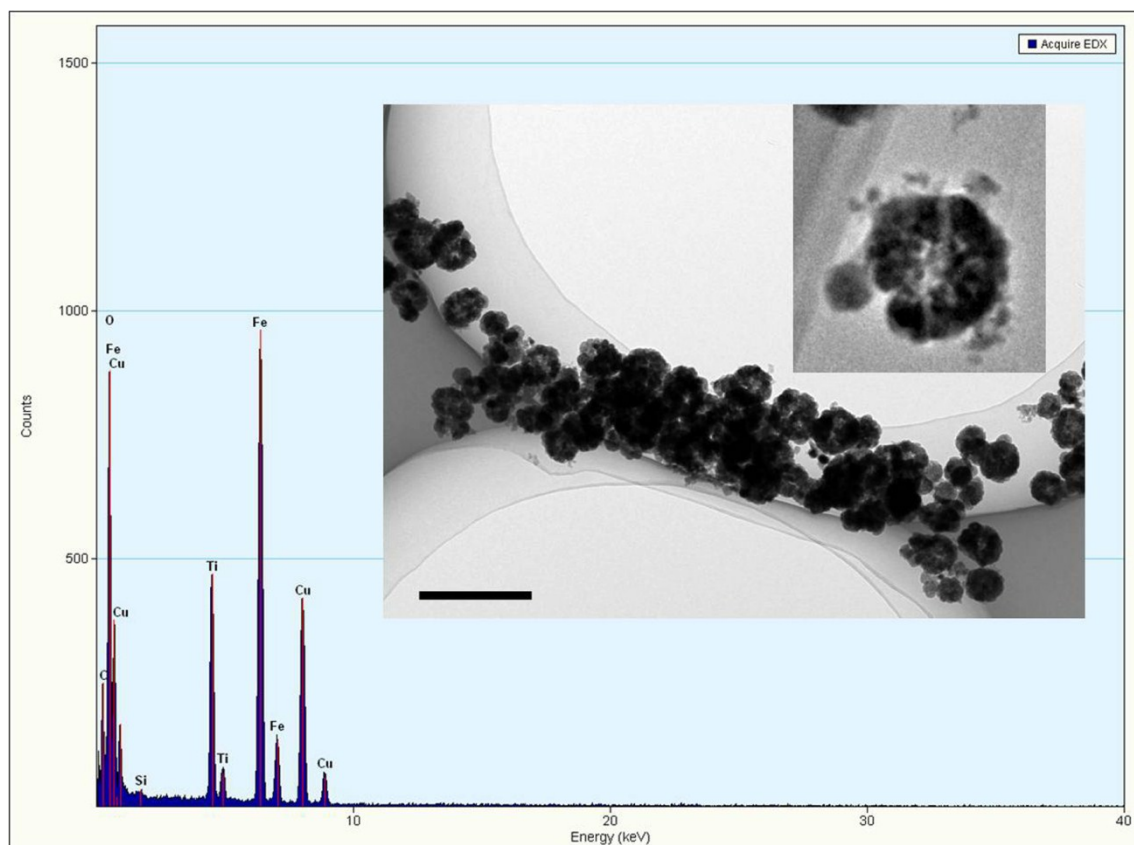 Acquire EDX
1500
1000
500
Counts
O
Fe
Cu
Cu
O
Si
Ti
Ti
Fe
Fe
Cu
Cu
10
20
30
40
Energy (keV)